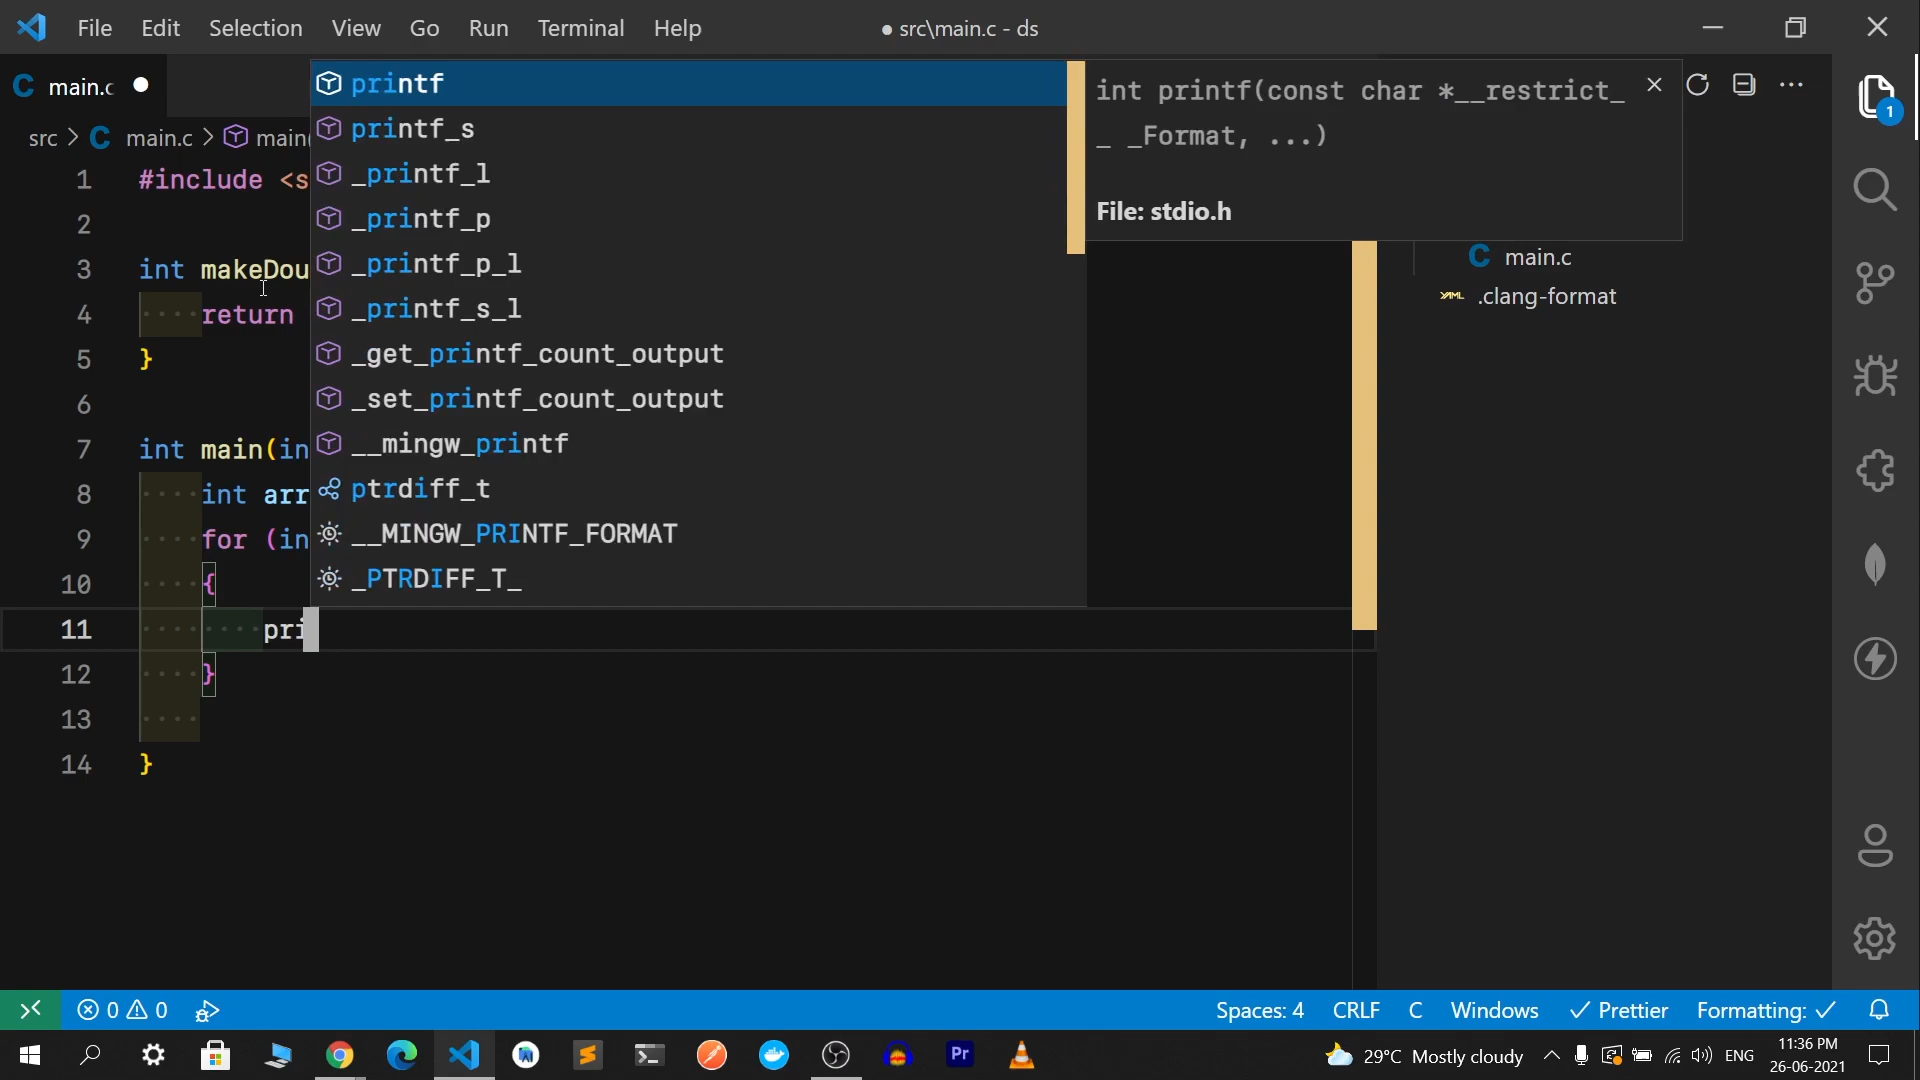 File Edit Selection View Go Run Terminal Help
● src\main.c - ds
C main.c ●
src > C main.c > main(
1 #include <s
2
3 int makeDou
4 ····return
5 }
6
7 int main(in
8 ····int arr
9 ····for (in
10 ····{
11 ········pri
12 ····}
13 ····
14 }
printf
printf_s
_printf_l
_printf_p
_printf_p_l
_printf_s_l
_get_printf_count_output
_set_printf_count_output
__mingw_printf
ptrdiff_t
__MINGW_PRINTF_FORMAT
_PTRDIFF_T_
int printf(const char *__restrict_
_ _Format, ...)
File: stdio.h
C main.c
YAML .clang-format
1
0 0
Spaces: 4 CRLF C Windows ✓ Prettier Formatting: ✓
Pr
29°C Mostly cloudy
ENG
11:36 PM
26-06-2021